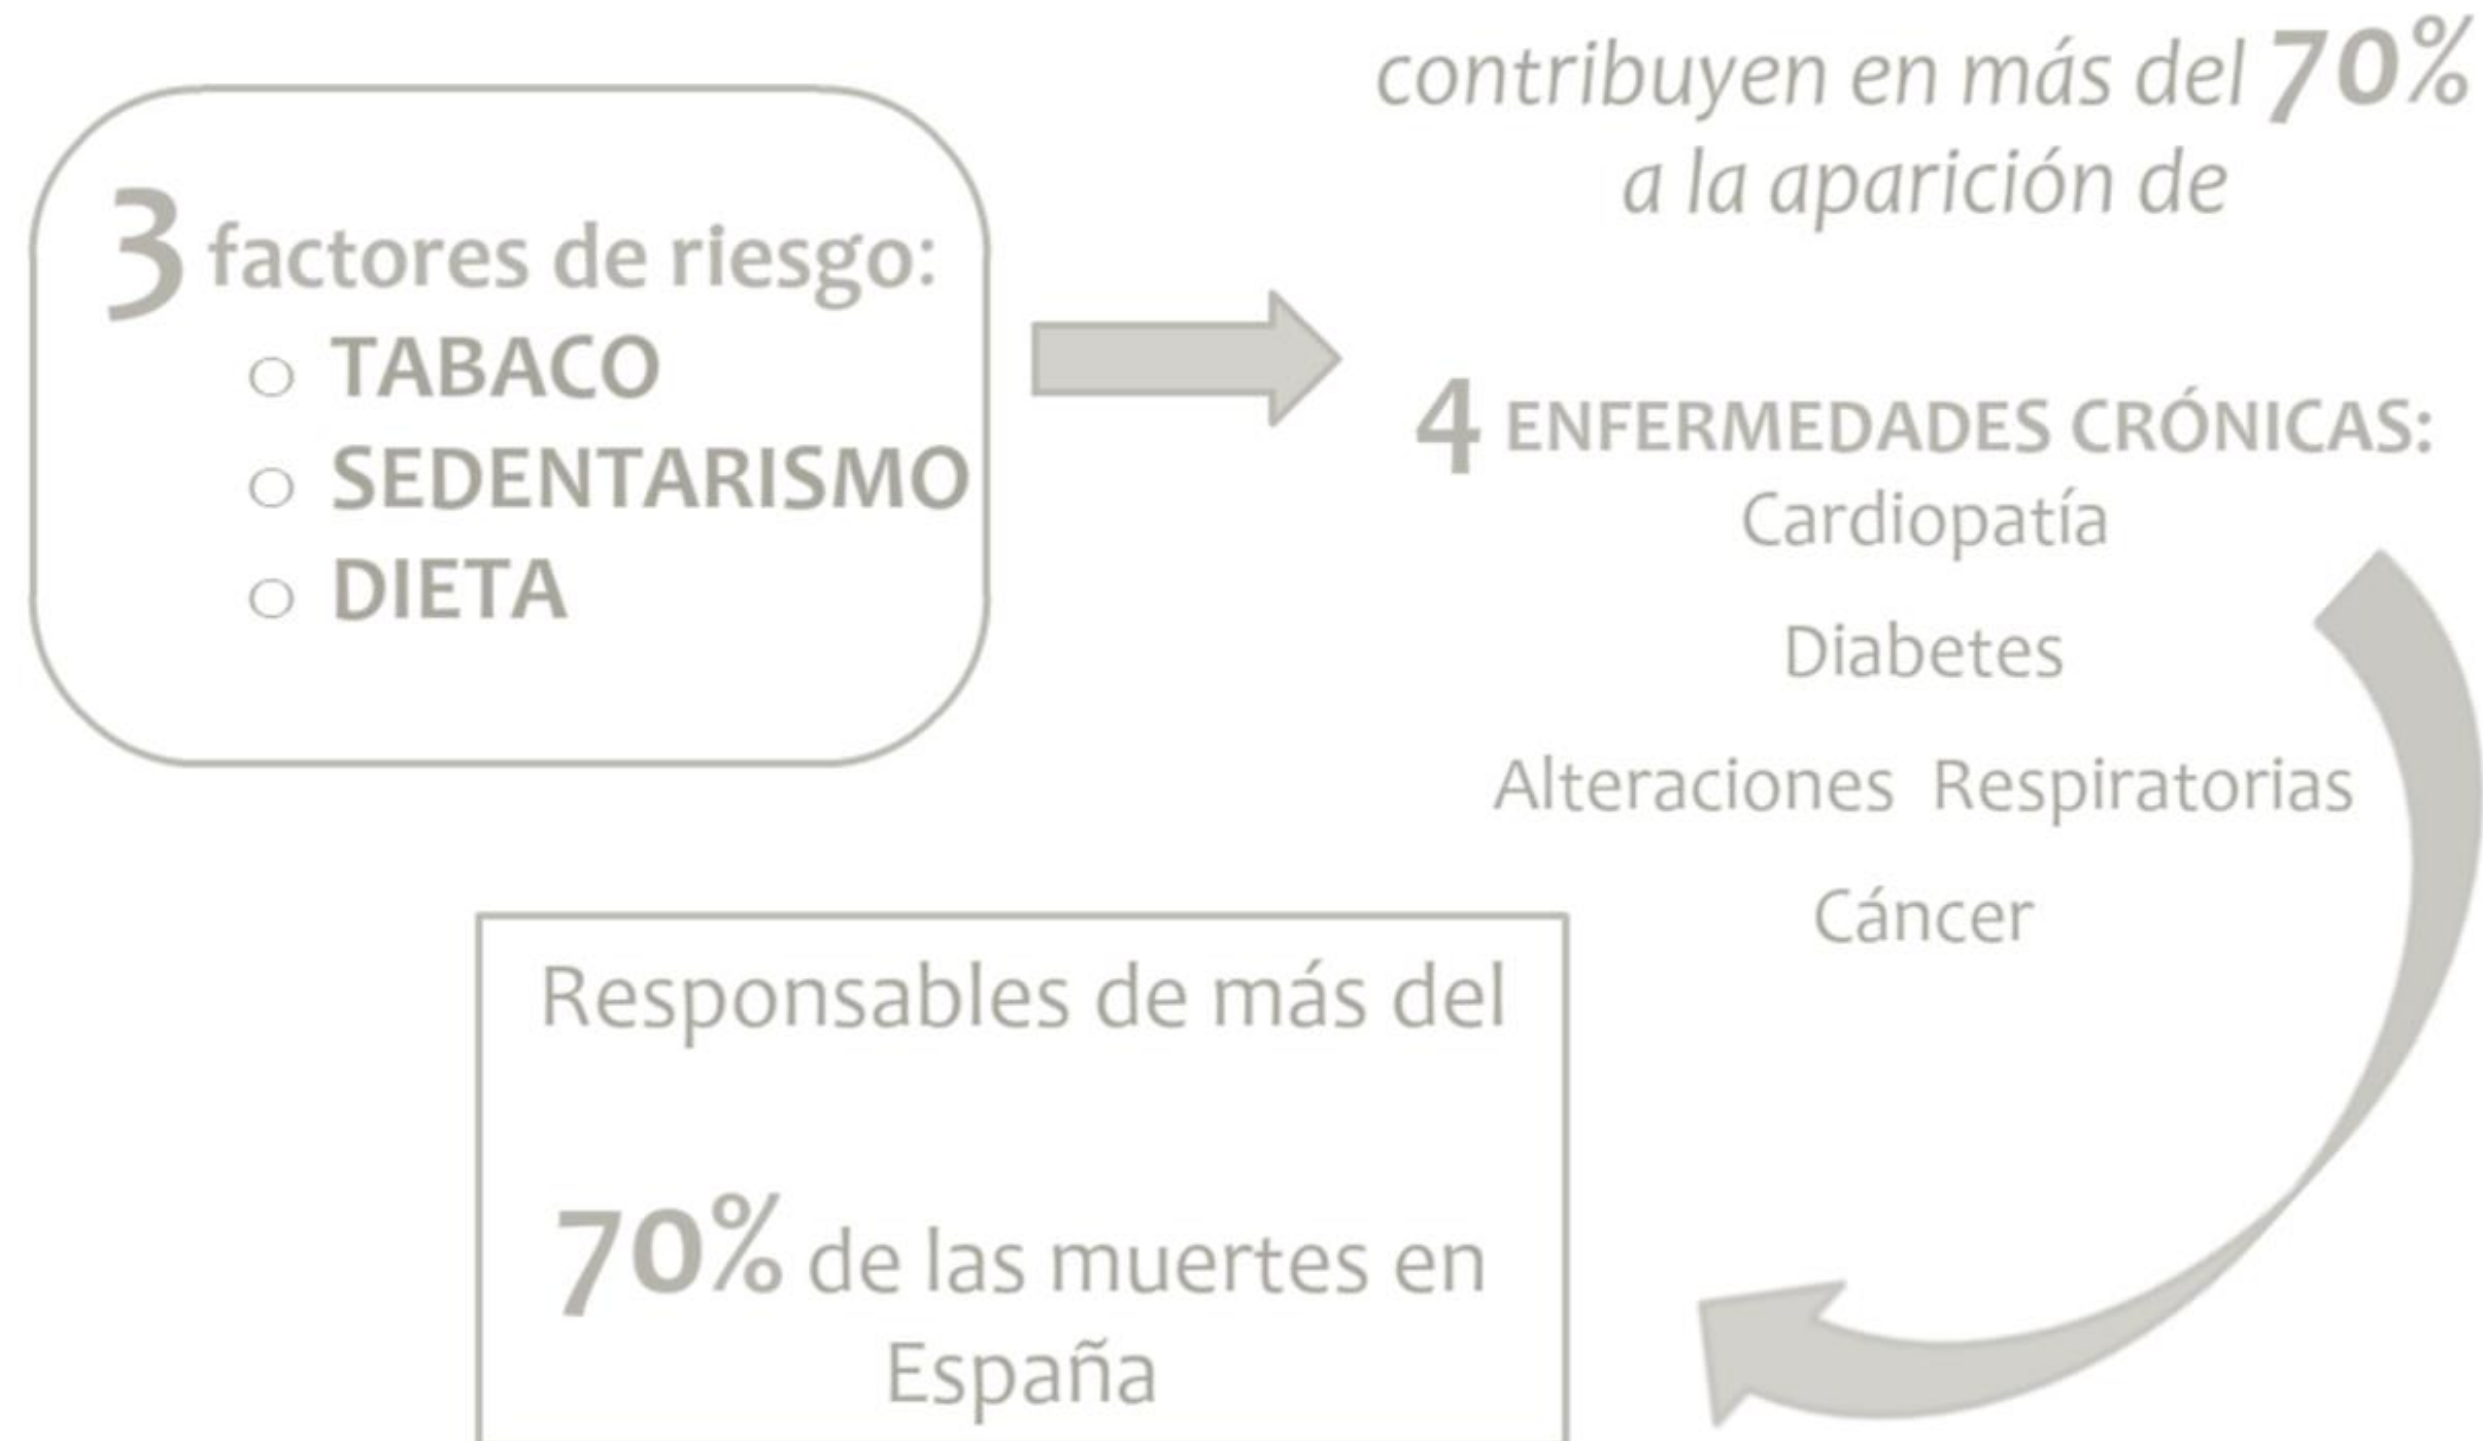 3 factores de riesgo:
○ TABACO
○ SEDENTARISMO
○ DIETA
contribuyen en más del 70%
a la aparición de
4 ENFERMEDADES CRÓNICAS:
Cardiopatía
Diabetes
Alteraciones Respiratorias
Cáncer
Responsables de más del
70% de las muertes en
España